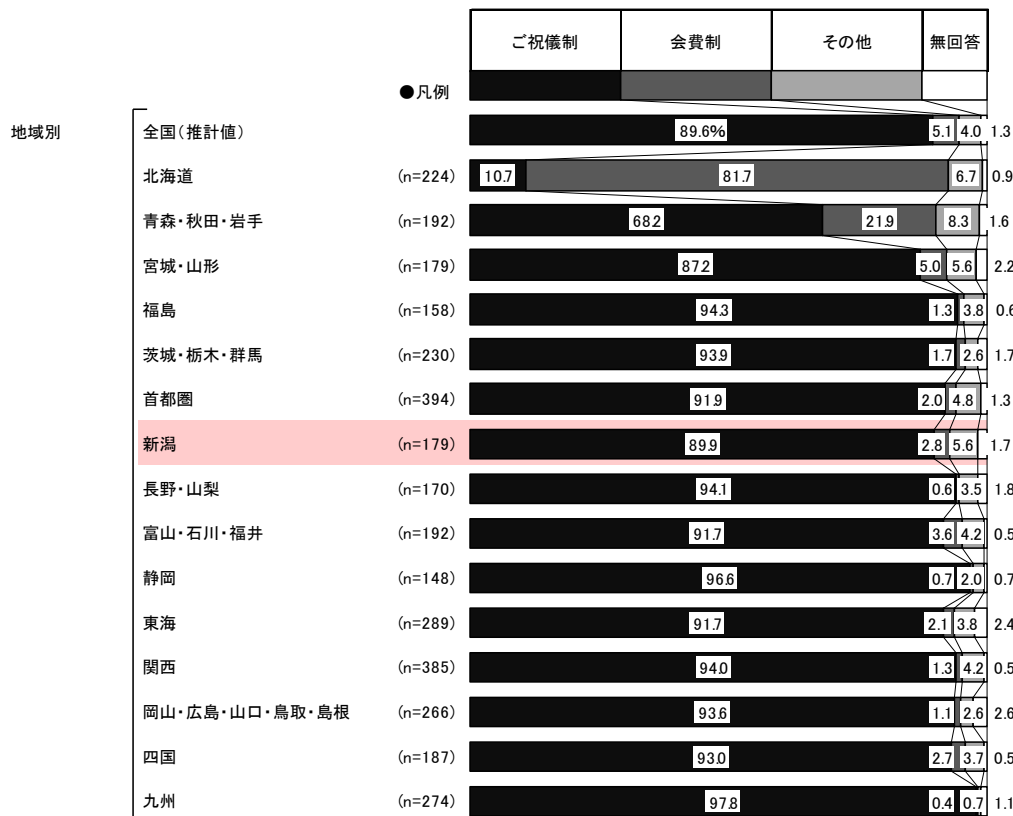 ご祝儀制 会費制 その他 無回答
●凡例
地域別 全国(推計値) 89.6% 5.1 4.0 1.3
北海道 (n=224) 10.7 81.7 6.7 0.9
青森・秋田・岩手 (n=192) 68.2 21.9 8.3 1.6
宮城・山形 (n=179) 87.2 5.0 5.6 2.2
福島 (n=158) 94.3 1.3 3.8 0.6
茨城・栃木・群馬 (n=230) 93.9 1.7 2.6 1.7
首都圏 (n=394) 91.9 2.0 4.8 1.3
新潟 (n=179) 89.9 2.8 5.6 1.7
長野・山梨 (n=170) 94.1 0.6 3.5 1.8
富山・石川・福井 (n=192) 91.7 3.6 4.2 0.5
静岡 (n=148) 96.6 0.7 2.0 0.7
東海 (n=289) 91.7 2.1 3.8 2.4
関西 (n=385) 94.0 1.3 4.2 0.5
岡山・広島・山口・鳥取・島根 (n=266) 93.6 1.1 2.6 2.6
四国 (n=187) 93.0 2.7 3.7 0.5
九州 (n=274) 97.8 0.4 0.7 1.1